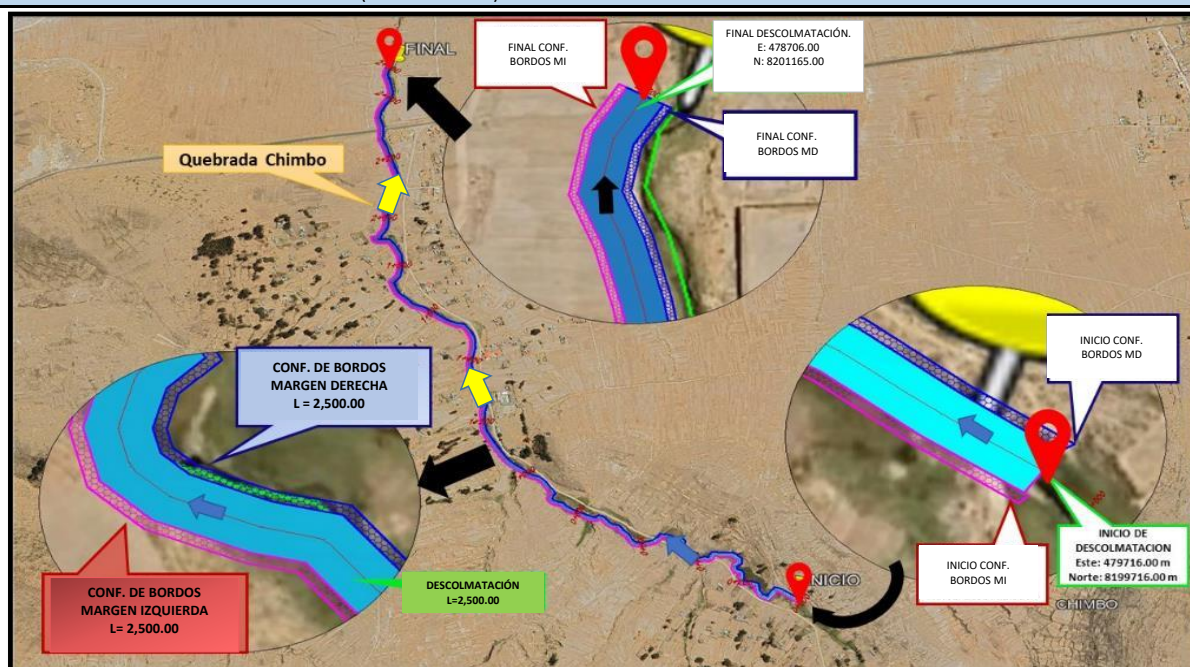 FINAL
FINAL CONF.
BORDOS MI
FINAL DESCOLMATACIÓN.
E: 478706.00
N: 8201165.00
FINAL CONF.
BORDOS MD
Quebrada Chimbo
CONF. DE BORDOS
MARGEN DERECHA
L = 2,500.00
INICIO CONF.
BORDOS MD
INICIO DE
DESCOLMATACION
Este: 479716.00 m
Norte: 8199716.00 m
CHIMBO
INICIO CONF.
BORDOS MI
INICIO
DESCOLMATACIÓN
L=2,500.00
CONF. DE BORDOS
MARGEN IZQUIERDA
L= 2,500.00